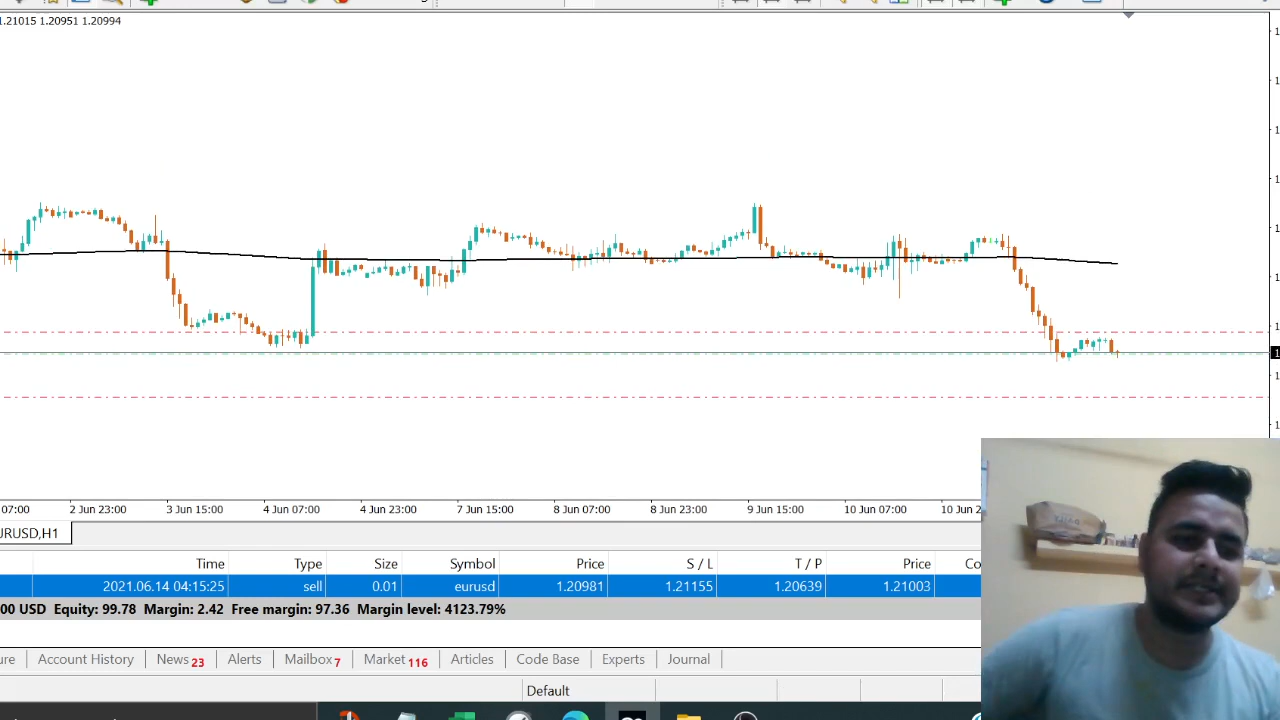 1.21015 1.20951 1.20994
07:00 2 Jun 23:00 3 Jun 15:00 4 Jun 07:00 4 Jun 23:00 7 Jun 15:00 8 Jun 07:00 8 Jun 23:00 9 Jun 15:00 10 Jun 07:00 10 Jun 2
URUSD,H1
Time Type Size Symbol Price S / L T / P Price Co
2021.06.14 04:15:25 sell 0.01 eurusd 1.20981 1.21155 1.20639 1.21003
00 USD Equity: 99.78 Margin: 2.42 Free margin: 97.36 Margin level: 4123.79%
ure Account History News 23 Alerts Mailbox 7 Market 116 Articles Code Base Experts Journal
Default